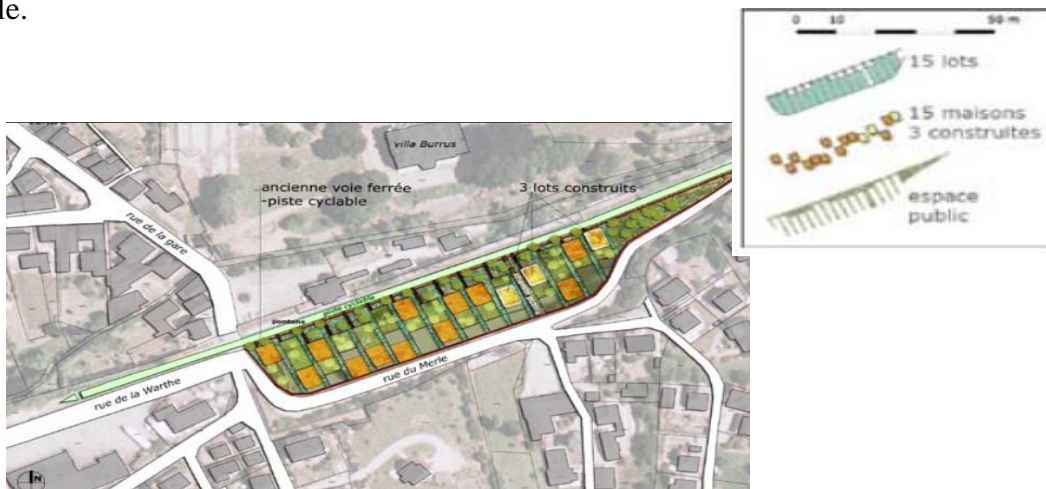 le.
0 10 50 m
15 lots
15 maisons
3 construites
espace
public
villa Burrus
ancienne voie ferrée
-piste cyclable
3 lots construits
rue de la gare
piste cyclable
pontons
rue du Merle
rue de la Warthe
N